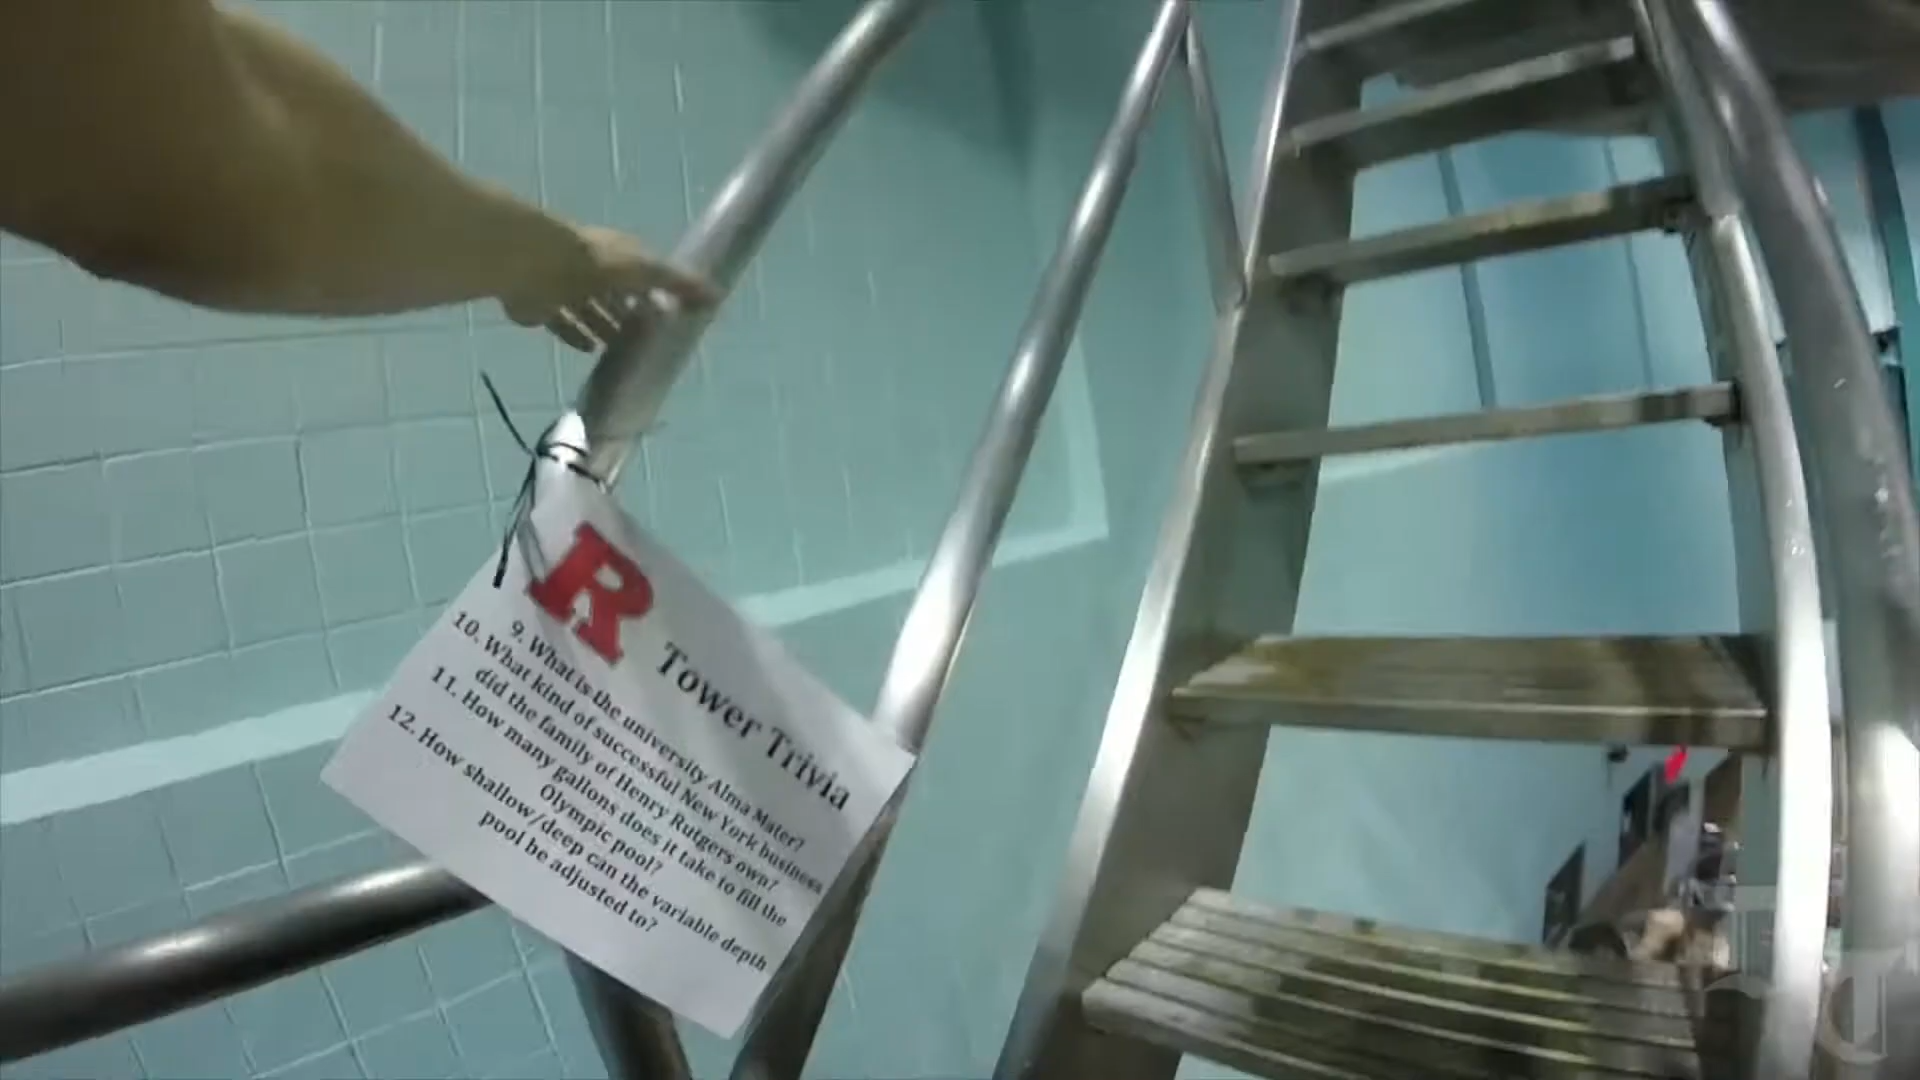 R
Tower Trivia
9. What is the university Alma Mater?
10. What kind of successful New York business
did the family of Henry Rutgers own?
11. How many gallons does it take to fill the
Olympic pool?
12. How shallow/deep can the variable depth
pool be adjusted to?